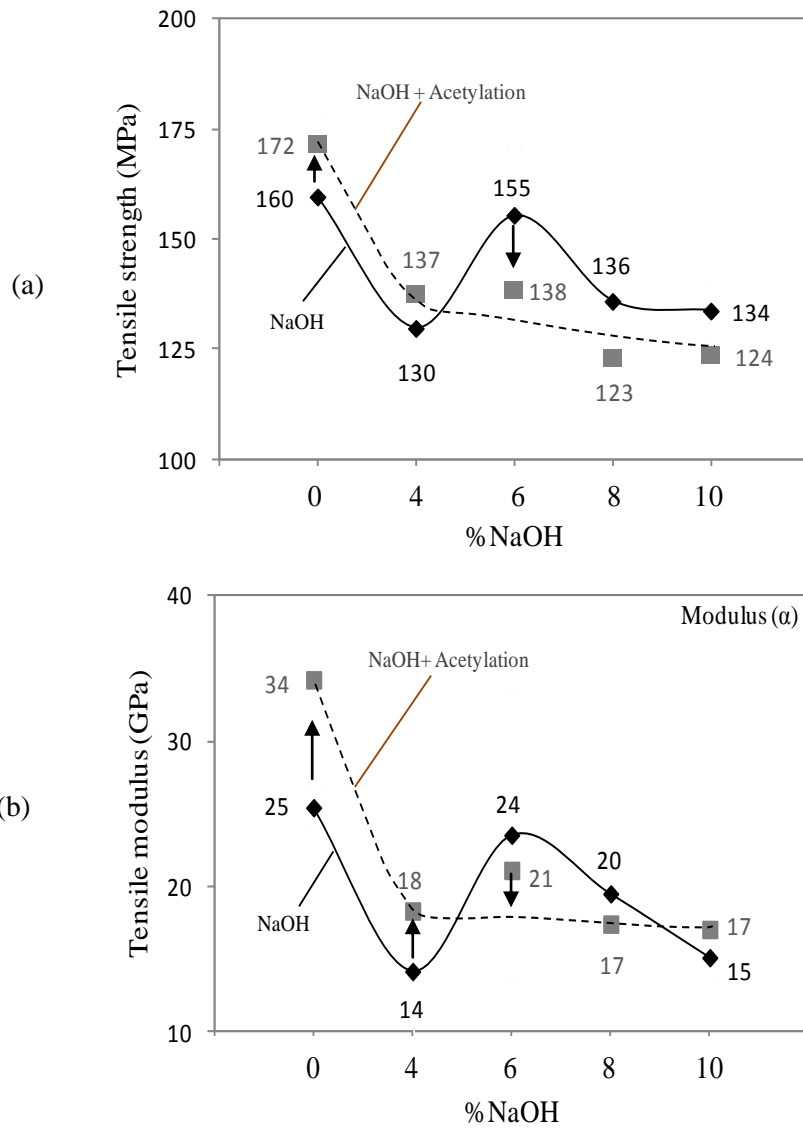 200
NaOH + Acetylation
175
172
155
160
150
137
136
138
(a)
Tensile strength (MPa)
NaOH
134
125
130
124
123
100
0 4 6 8 10
% NaOH
40
Modulus (α)
NaOH+ Acetylation
34
30
(b)
Tensile modulus (GPa)
25
24
20
18
21
20
NaOH
17
17
15
14
10
0 4 6 8 10
% NaOH